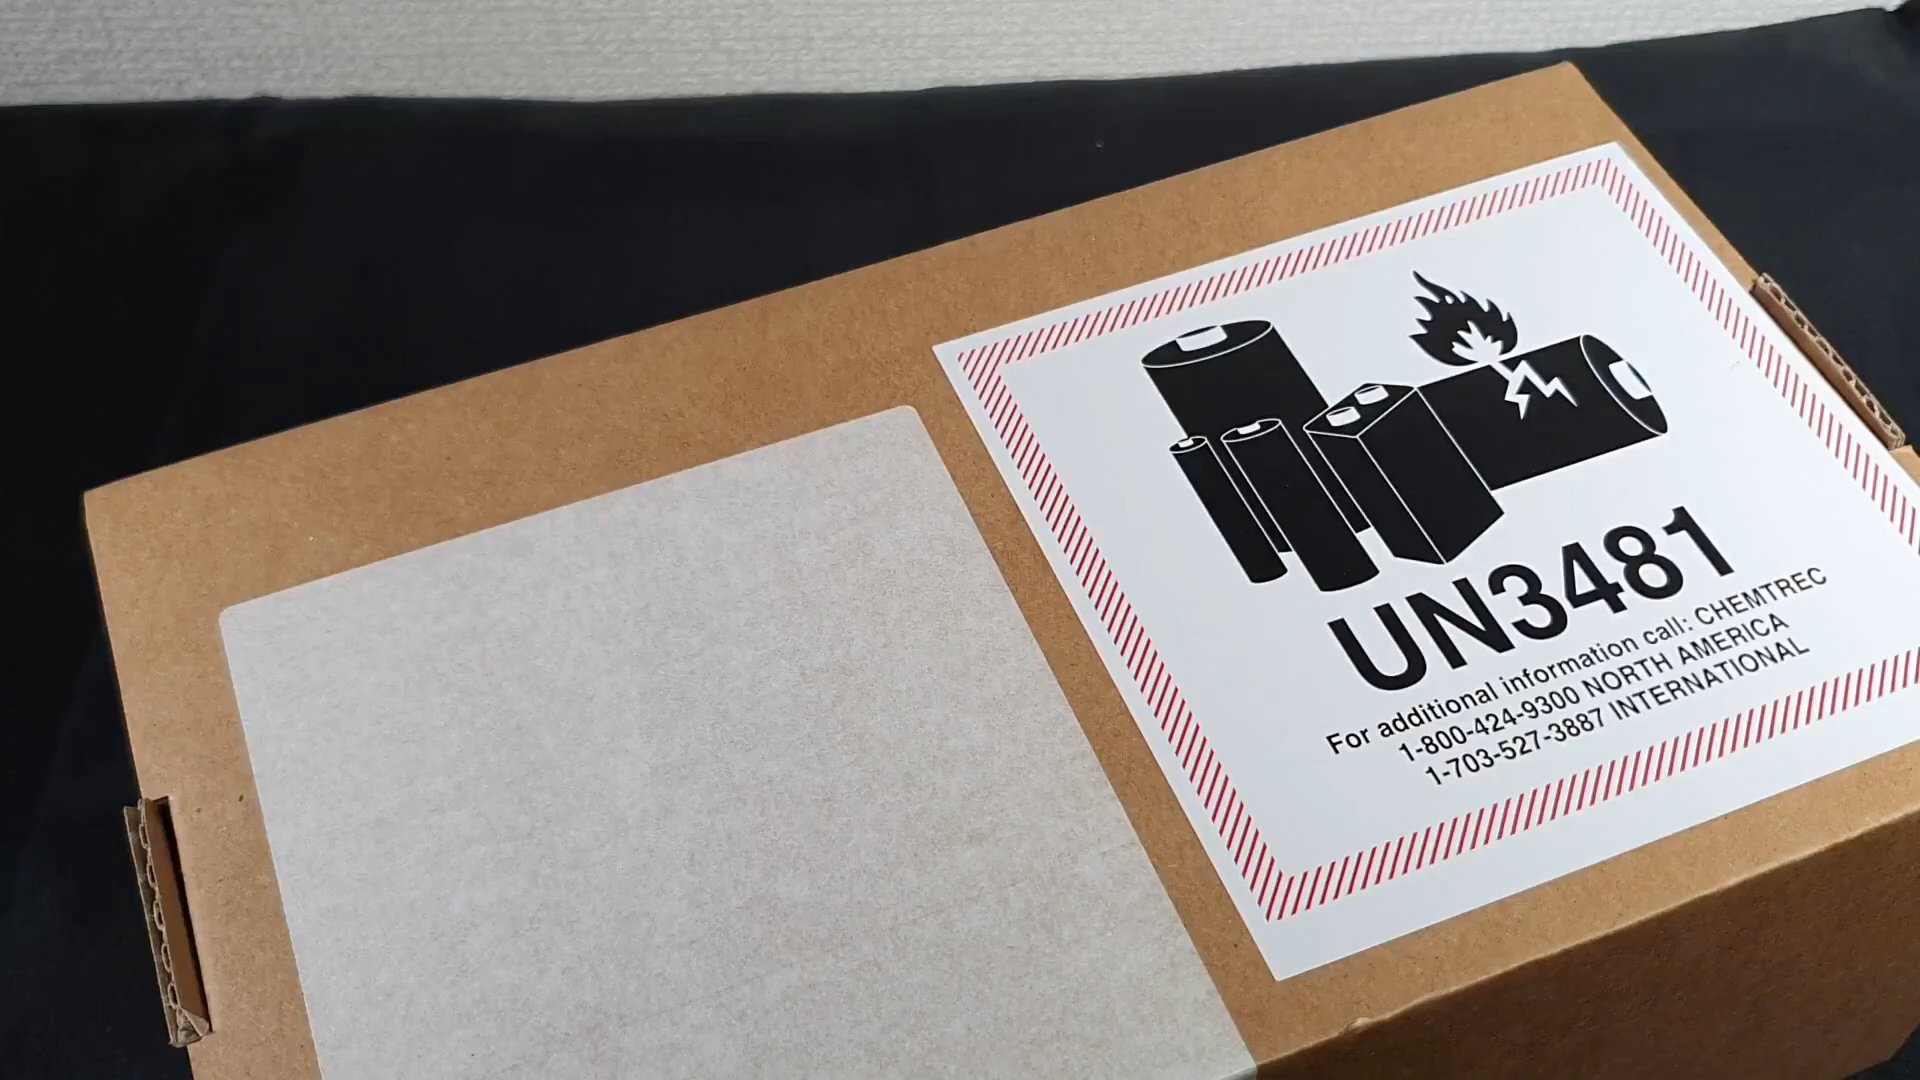 UN3481
For additional information call: CHEMTREC
1-800-424-9300 NORTH AMERICA
1-703-527-3887 INTERNATIONAL